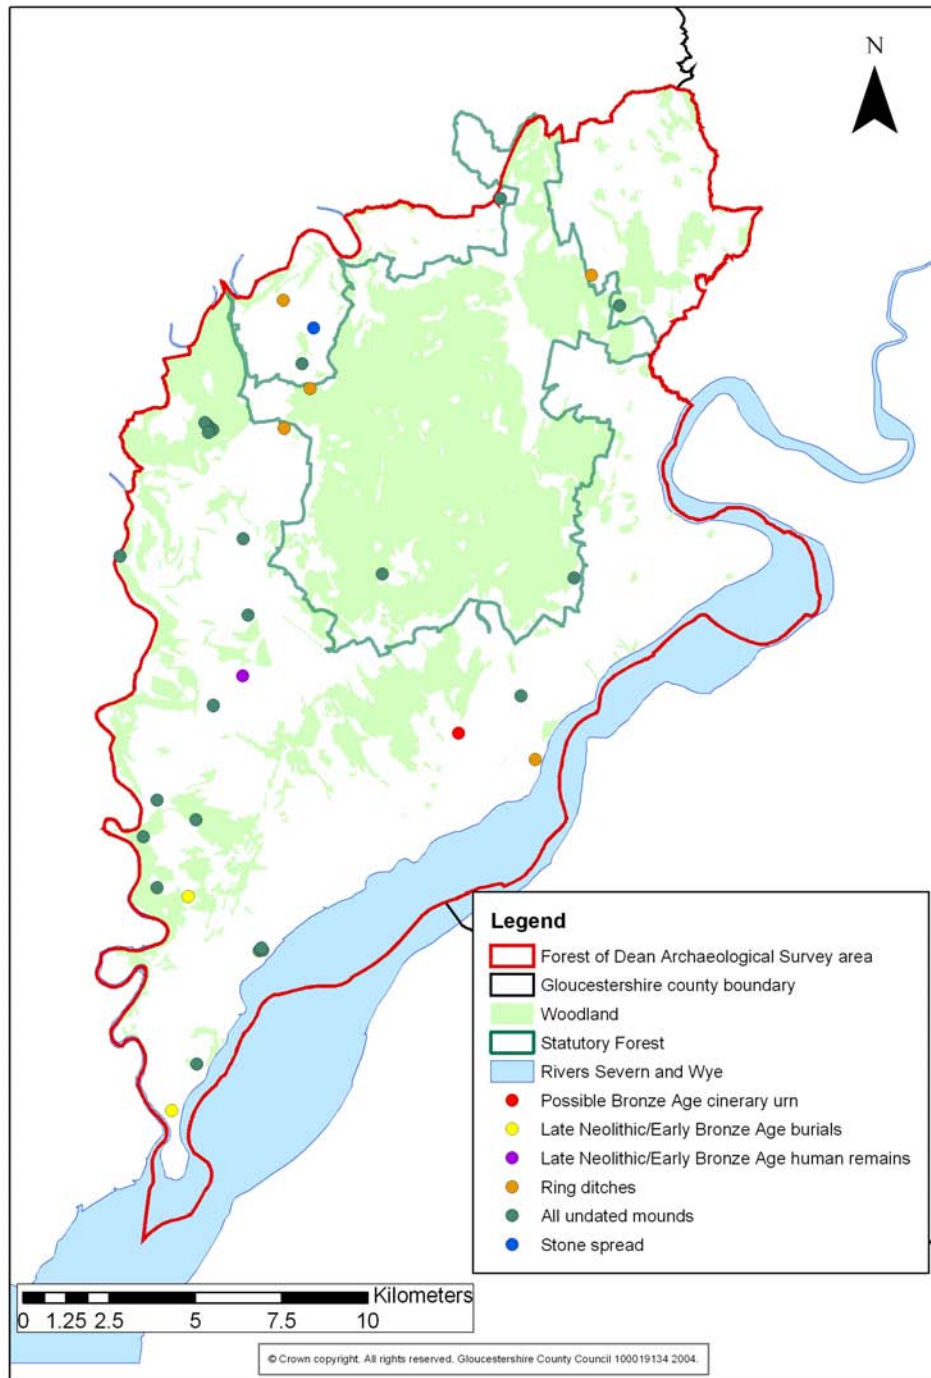 N
Legend
Forest of Dean Archaeological Survey area
Gloucestershire county boundary
Woodland
Statutory Forest
Rivers Severn and Wye
Possible Bronze Age cinerary urn
Late Neolithic/Early Bronze Age burials
Late Neolithic/Early Bronze Age human remains
Ring ditches
All undated mounds
Stone spread
Kilometers
0 1.25 2.5 5 7.5 10
© Crown copyright. All rights reserved. Gloucestershire County Council 100019134 2004.